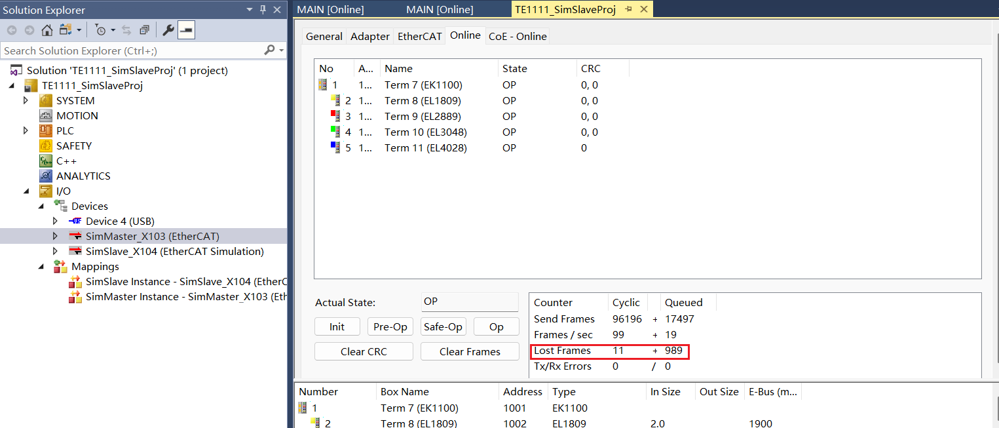 Solution Explorer
Search Solution Explorer (Ctrl+;)
Solution 'TE1111_SimSlaveProj' (1 project)
TE1111_SimSlaveProj
SYSTEM
MOTION
PLC
SAFETY
C++
ANALYTICS
I/O
Devices
Device 4 (USB)
SimMaster_X103 (EtherCAT)
SimSlave_X104 (EtherCAT Simulation)
Mappings
SimSlave Instance - SimSlave_X104 (EtherC
SimMaster Instance - SimMaster_X103 (Eth
MAIN [Online] MAIN [Online] TE1111_SimSlaveProj
General Adapter EtherCAT Online CoE - Online
No A... Name State CRC
1 1... Term 7 (EK1100) OP 0, 0
2 1... Term 8 (EL1809) OP 0, 0
3 1... Term 9 (EL2889) OP 0, 0
4 1... Term 10 (EL3048) OP 0, 0
5 1... Term 11 (EL4028) OP 0
Actual State: OP
Init Pre-Op Safe-Op Op
Clear CRC Clear Frames
Counter Cyclic Queued
Send Frames 96196 + 17497
Frames / sec 99 + 19
Lost Frames 11 + 989
Tx/Rx Errors 0 / 0
Number Box Name Address Type In Size Out Size E-Bus (m...
1 Term 7 (EK1100) 1001 EK1100
2 Term 8 (EL1809) 1002 EL1809 2.0 1900